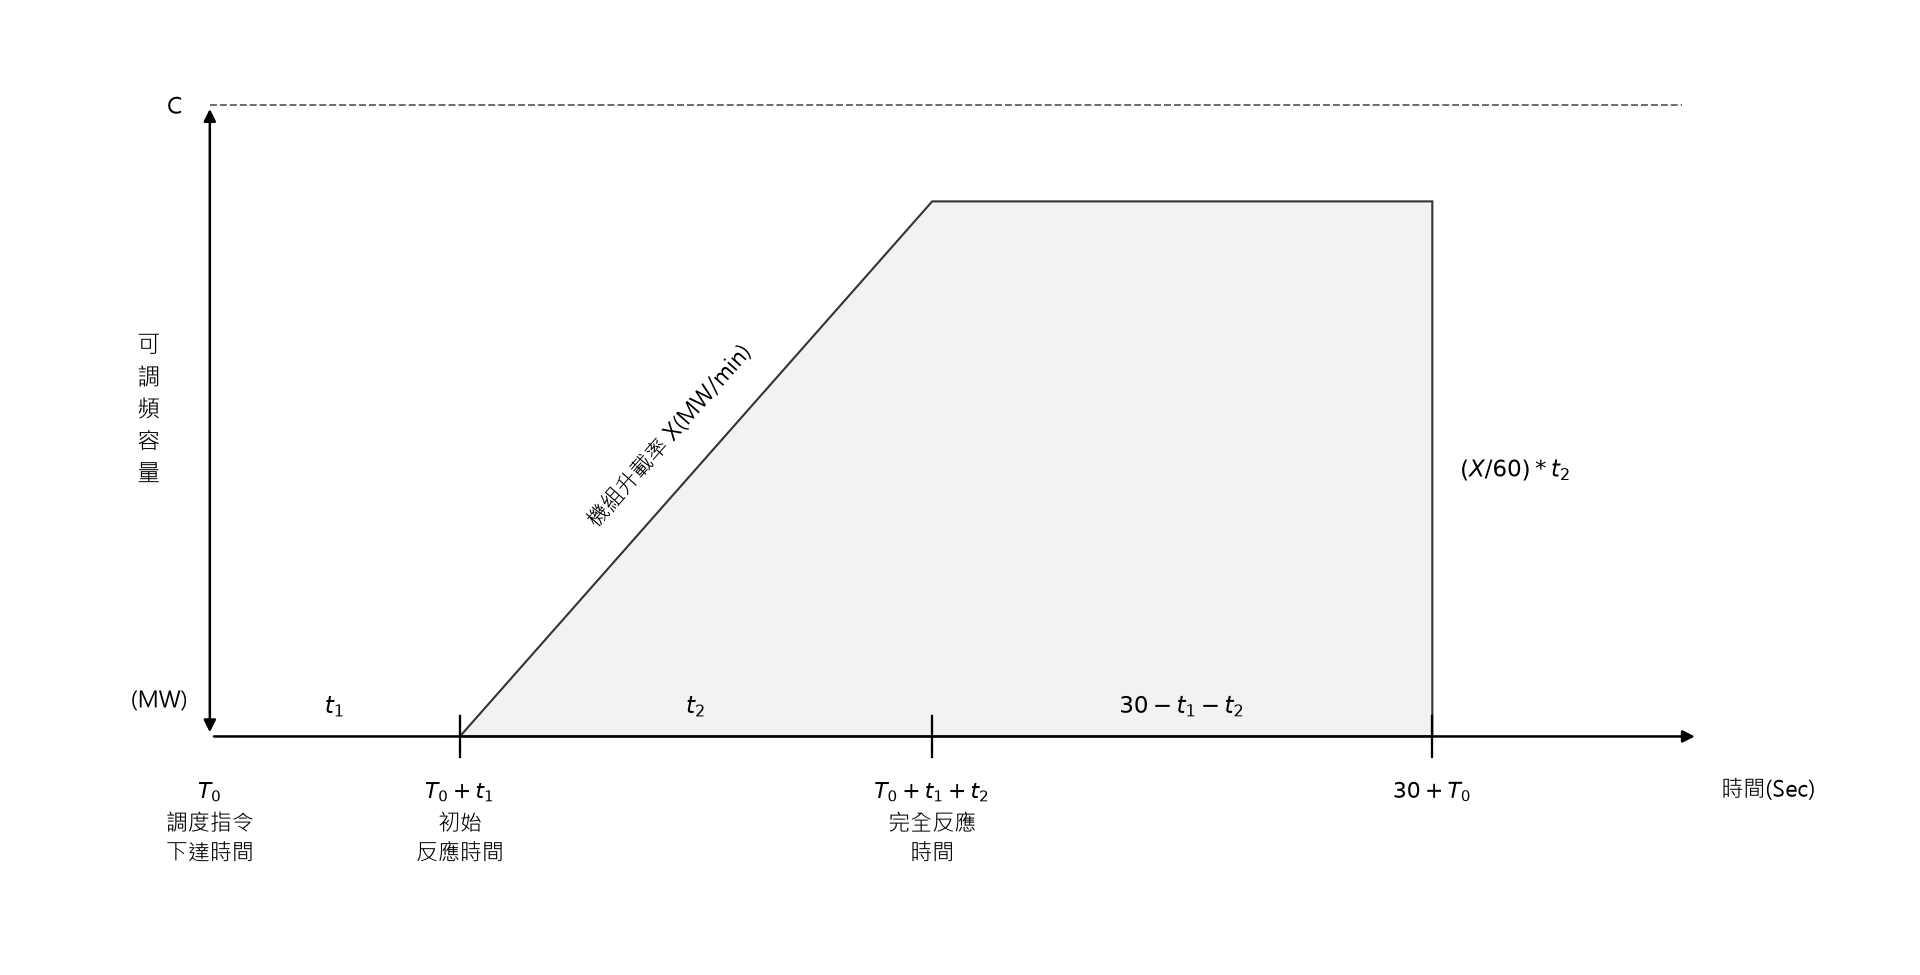 C
可調頻容量
(MW)
機組升載率 X(MW/min)
(X/60) * t₂
t₁
t₂
30 − t₁ − t₂
T₀
調度指令
下達時間
T₀ + t₁
初始
反應時間
T₀ + t₁ + t₂
完全反應
時間
30 + T₀
時間(Sec)